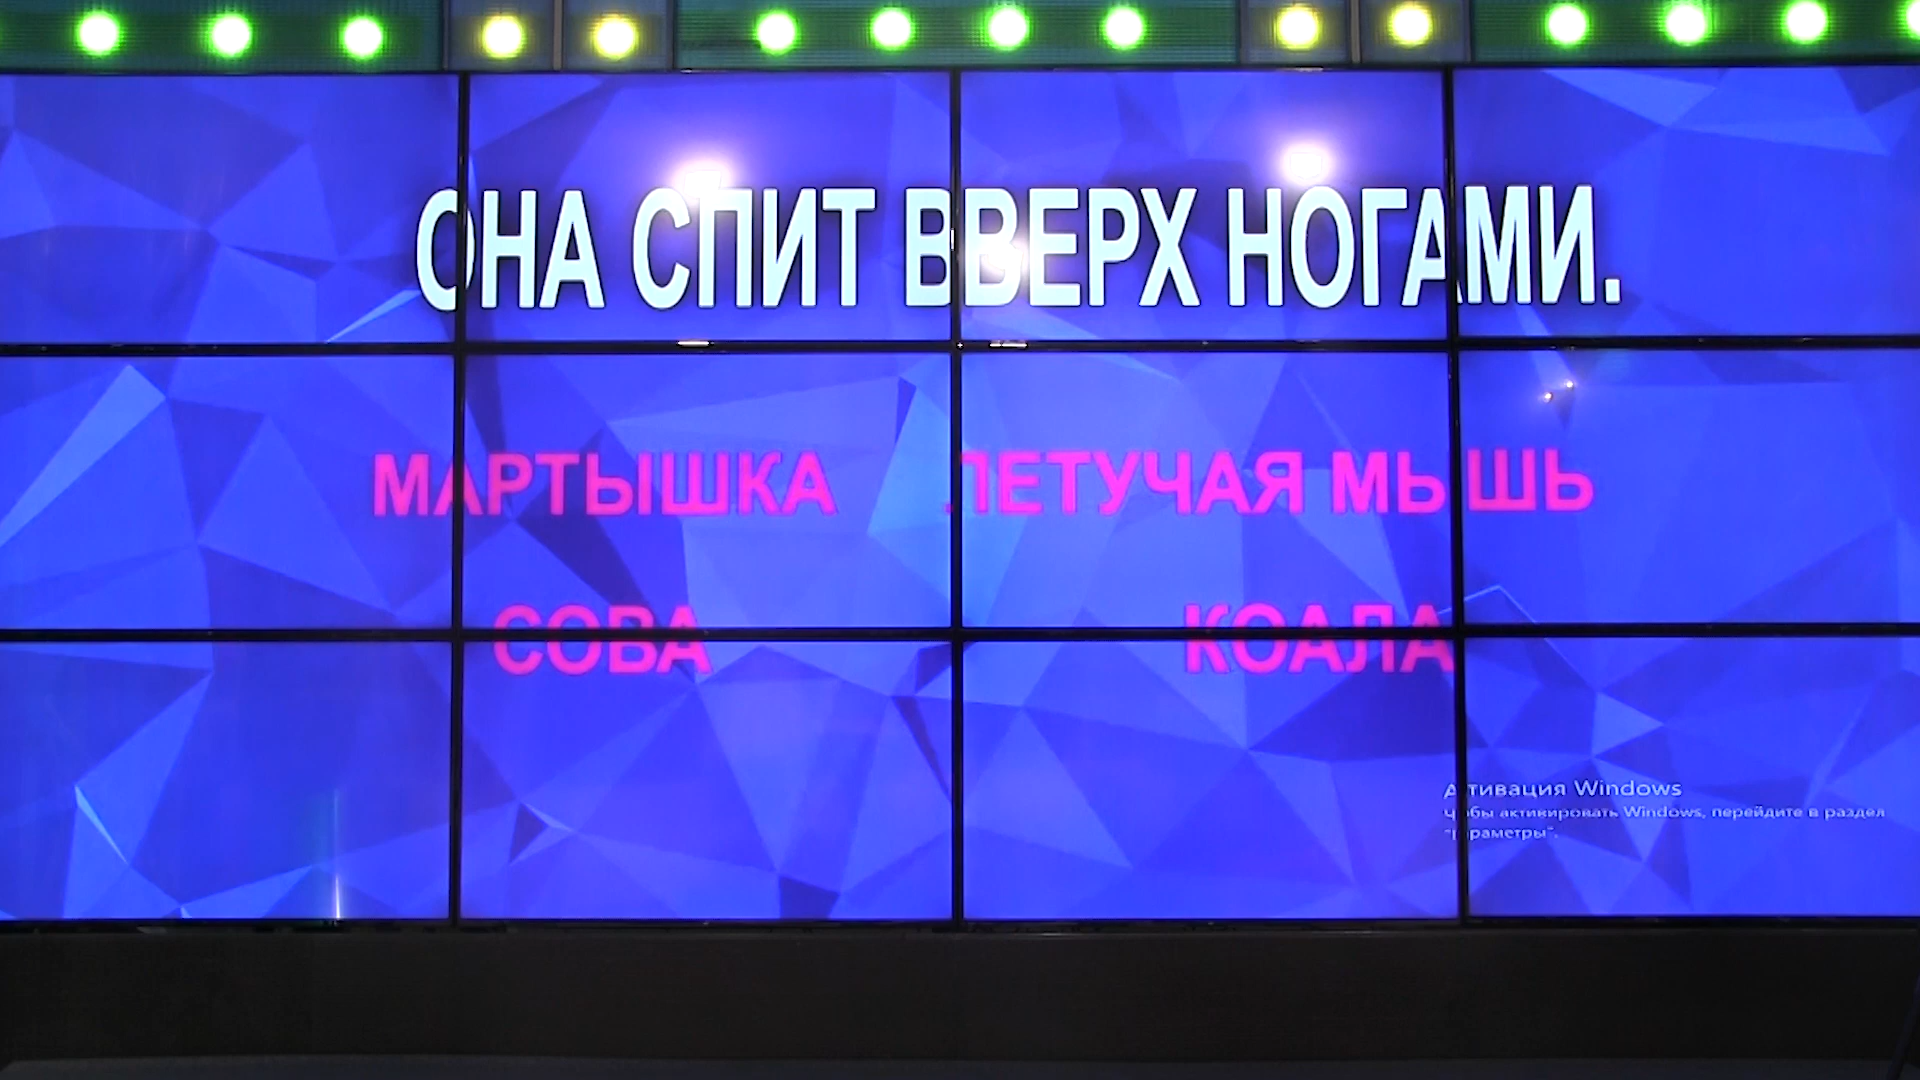 ОНА СПИТ ВВЕРХ НОГАМИ.
МАРТЫШКА ЛЕТУЧАЯ МЫШЬ
СОВА КОАЛА
Активация Windows
Чтобы активировать Windows, перейдите в раздел
"Параметры".